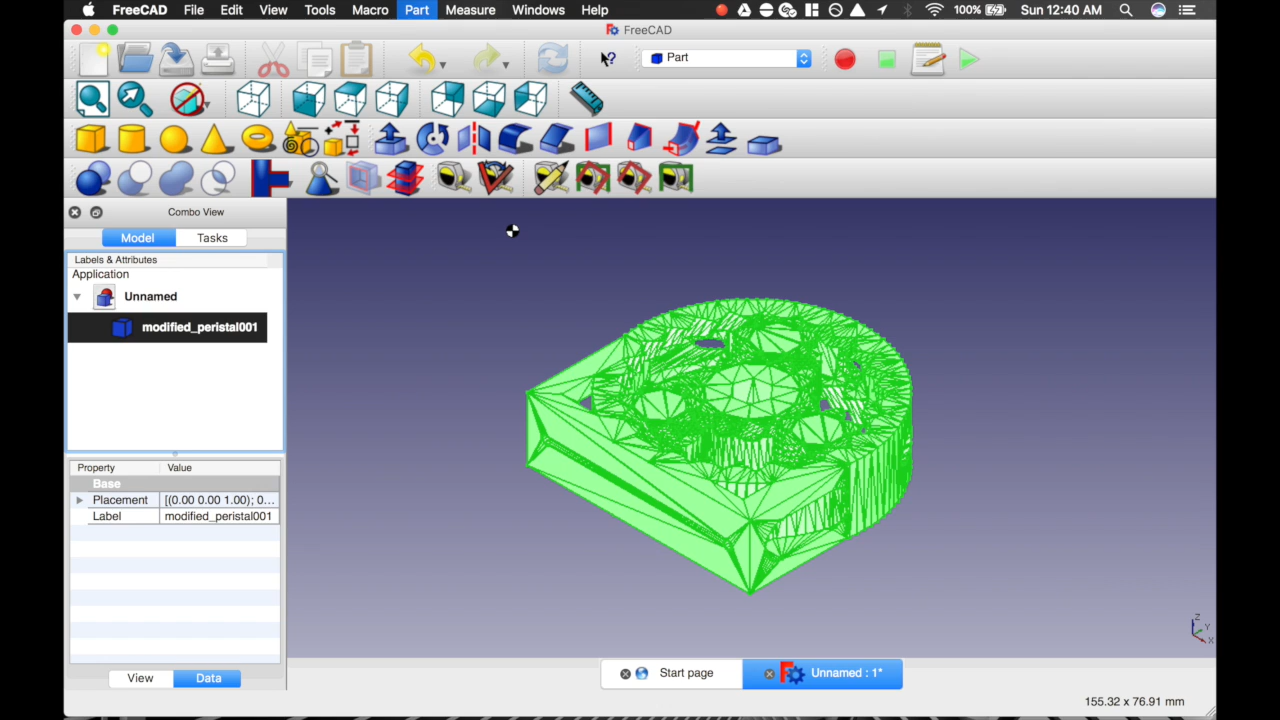 FreeCAD File Edit View Tools Macro Part Measure Windows Help 100% Sun 12:40 AM
FreeCAD
Part
Combo View
Model Tasks
Labels & Attributes
Application
Unnamed
modified_peristal001
Property Value
Base
Placement [(0.00 0.00 1.00); 0...
Label modified_peristal001
View Data
Start page Unnamed : 1*
Z
Y
X
155.32 x 76.91 mm